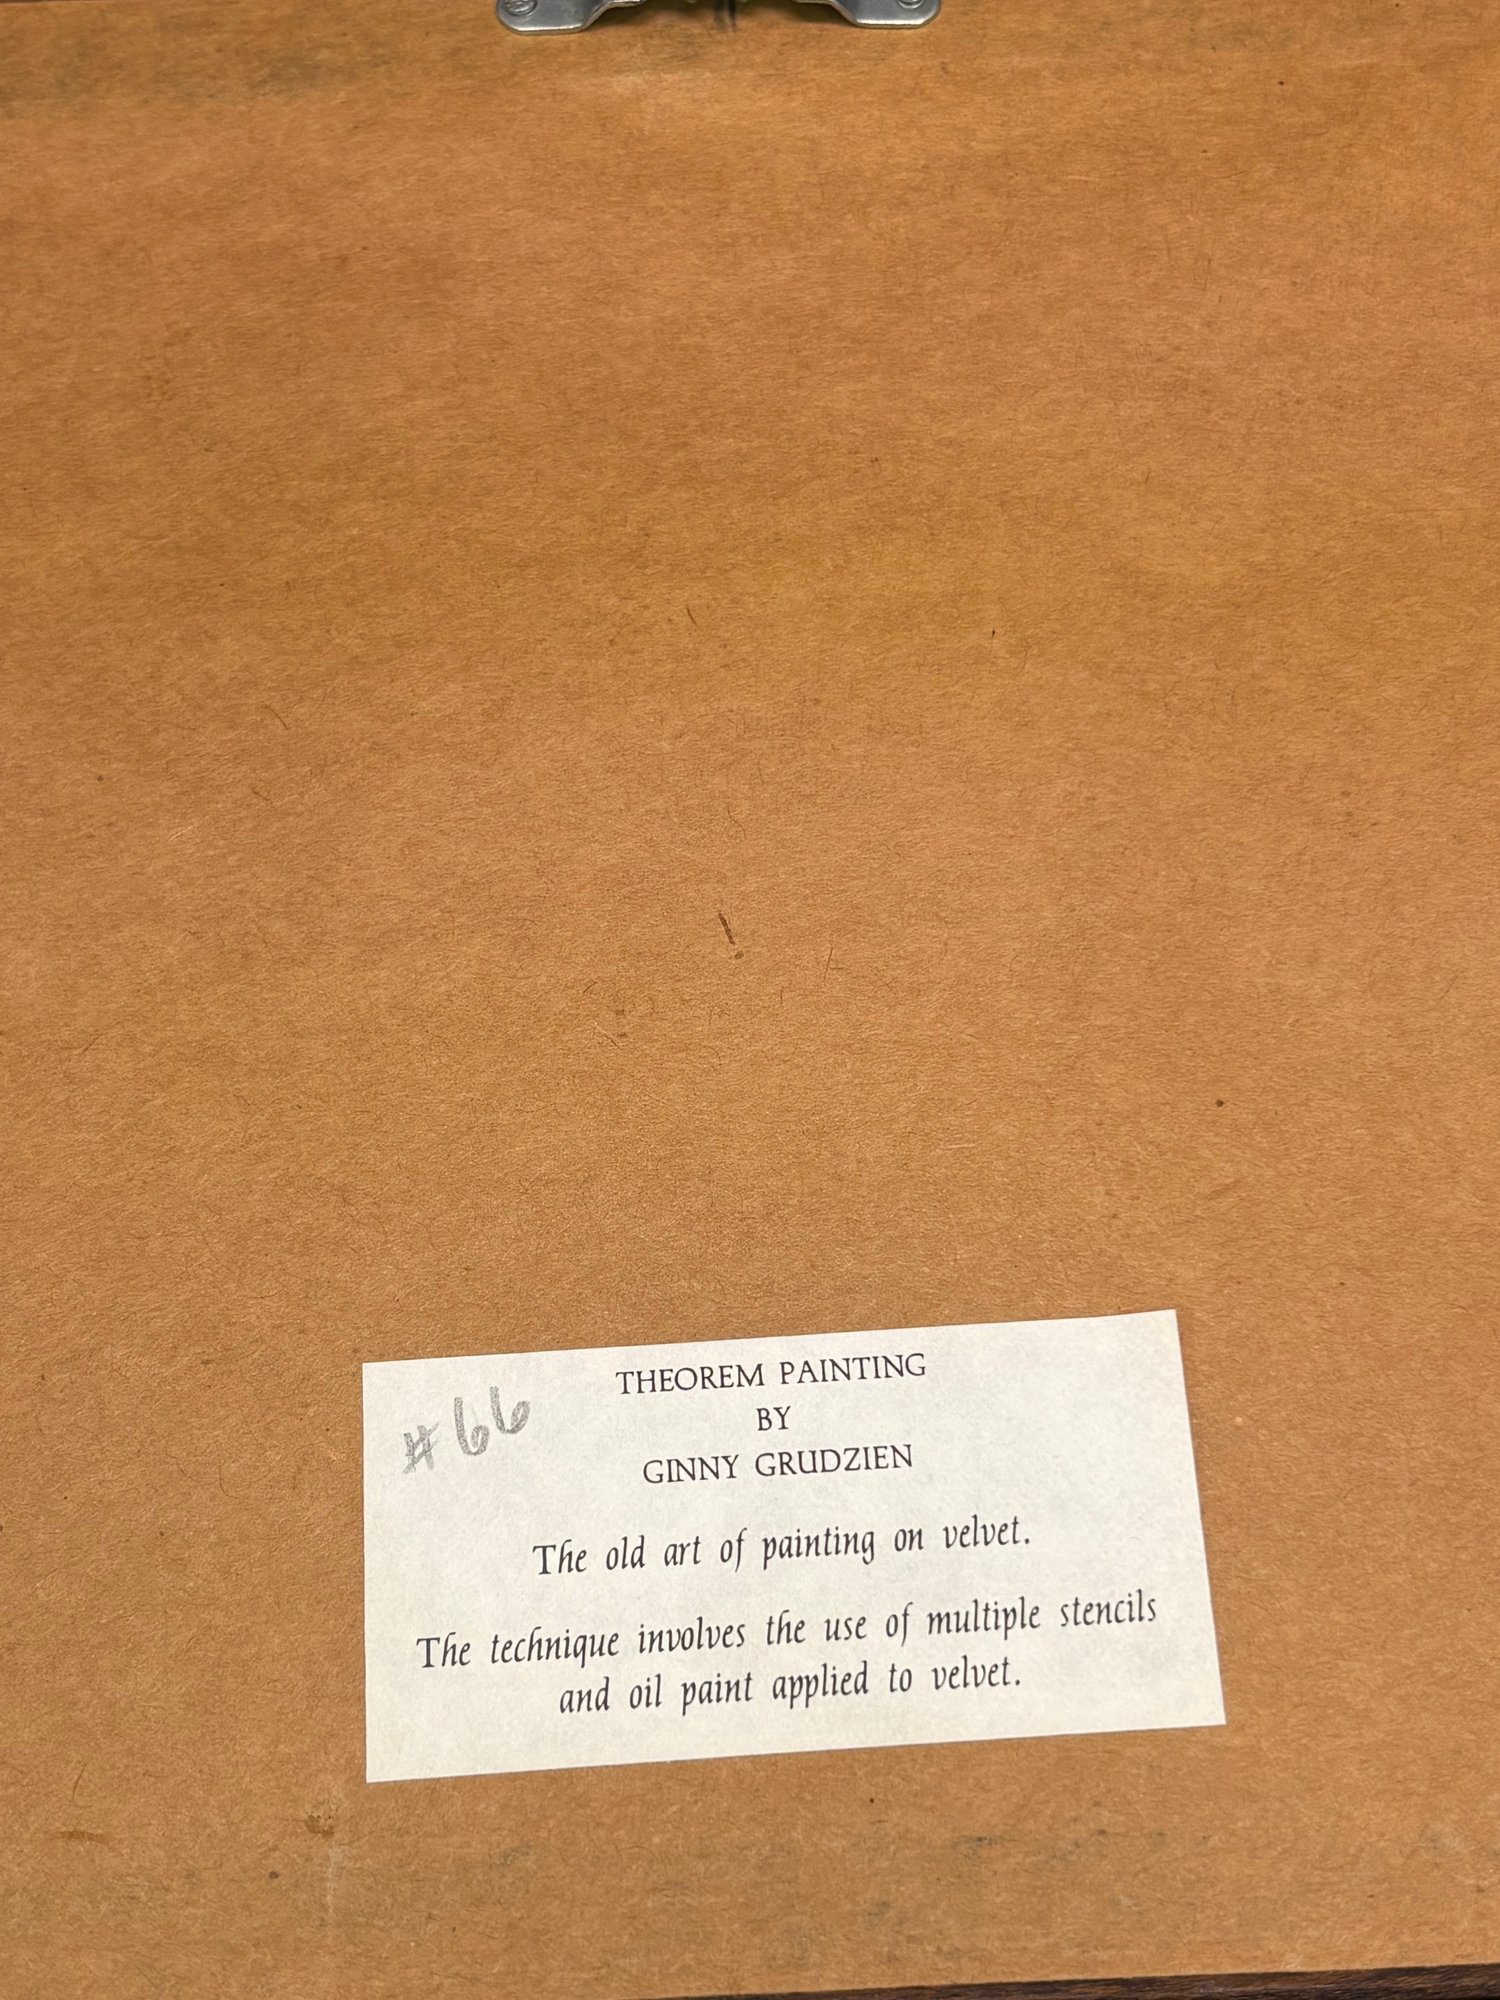 #66
THEOREM PAINTING
BY
GINNY GRUDZIEN
The old art of painting on velvet.
The technique involves the use of multiple stencils
and oil paint applied to velvet.